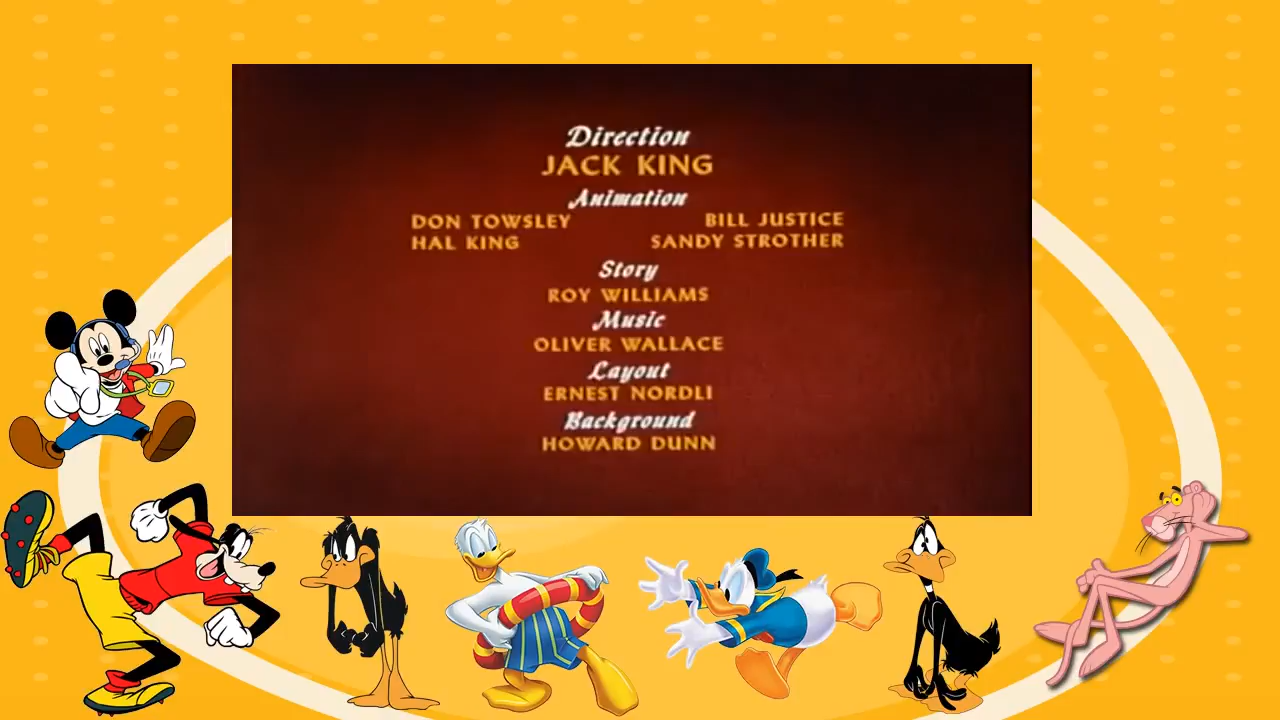 Direction
JACK KING
Animation
DON TOWSLEY BILL JUSTICE
HAL KING SANDY STROTHER
Story
ROY WILLIAMS
Music
OLIVER WALLACE
Layout
ERNEST NORDLI
Background
HOWARD DUNN